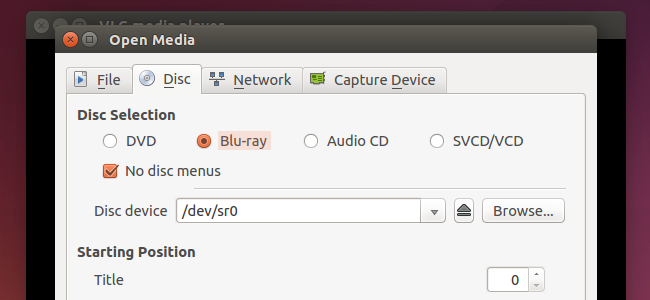 VLC media player
Open Media
File Disc Network Capture Device
Disc Selection
DVD Blu-ray Audio CD SVCD/VCD
No disc menus
Disc device /dev/sr0 Browse...
Starting Position
Title 0